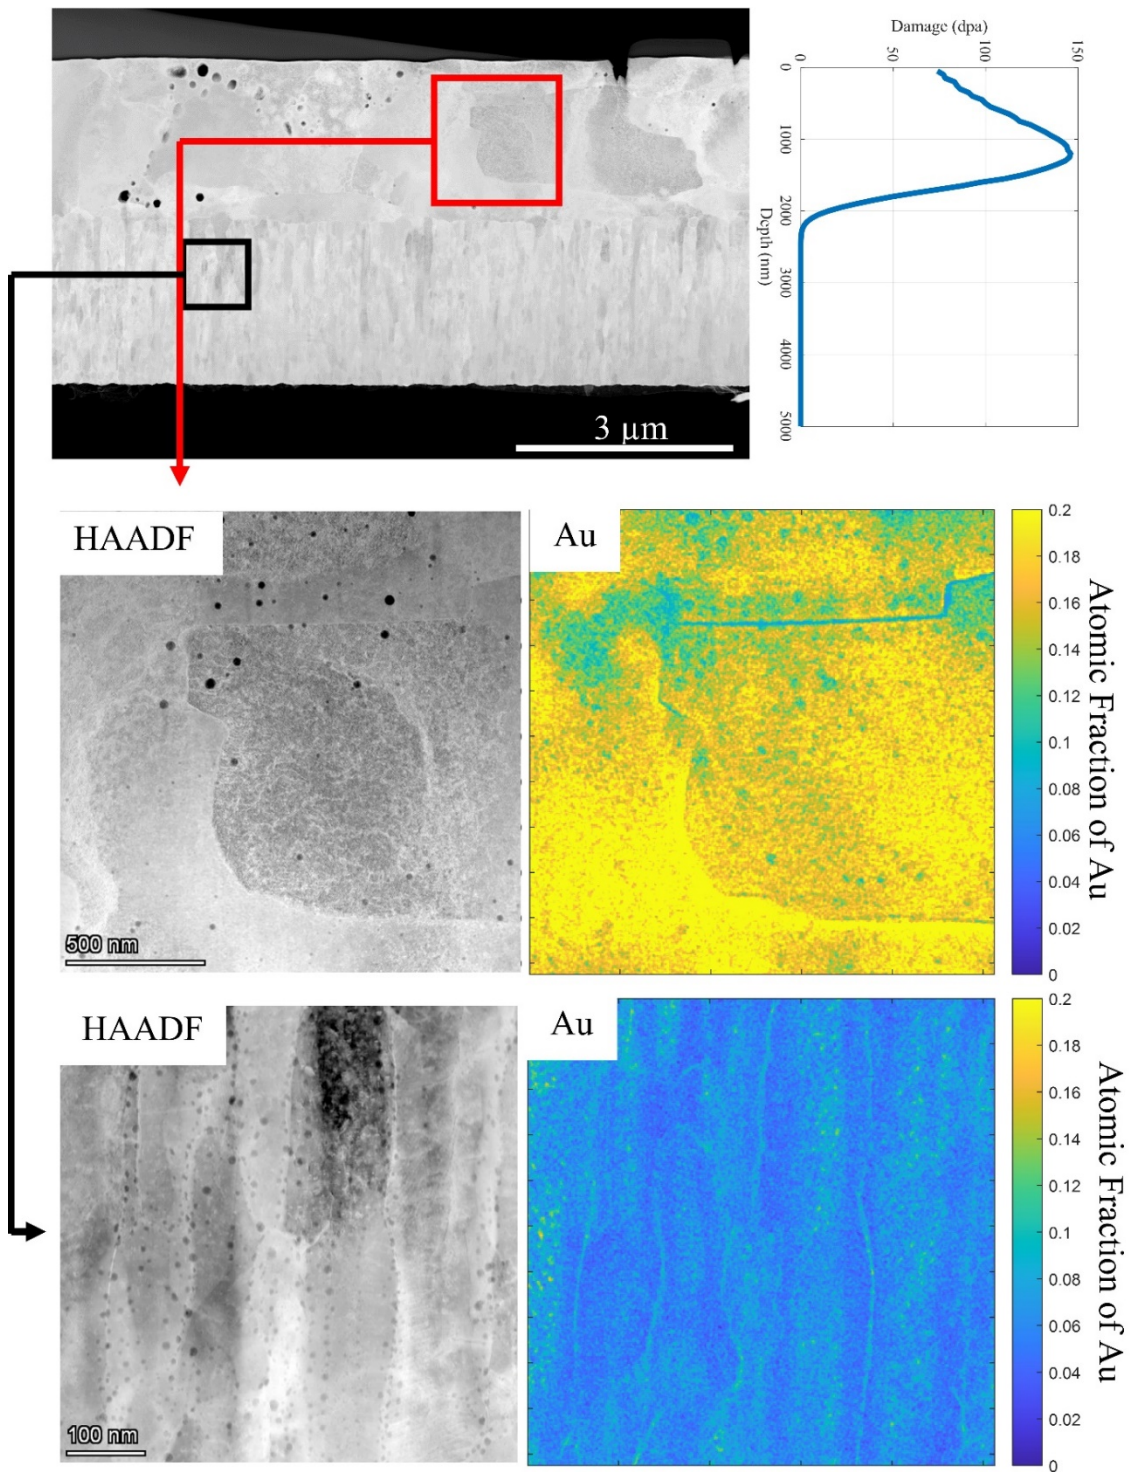 3 μm
Damage (dpa)
0
50
100
150
0
1000
2000
3000
4000
5000
Depth (nm)
HAADF
500 nm
Au
0.2
0.18
0.16
0.14
0.12
0.1
0.08
0.06
0.04
0.02
0
Atomic Fraction of Au
HAADF
100 nm
Au
0.2
0.18
0.16
0.14
0.12
0.1
0.08
0.06
0.04
0.02
0
Atomic Fraction of Au